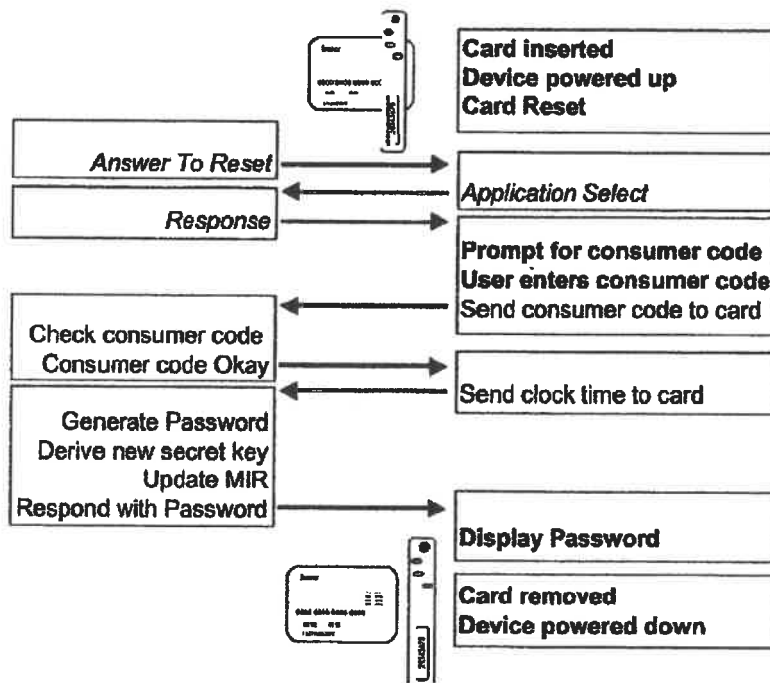 Card inserted
Device powered up
Card Reset
Answer To Reset
Application Select
Response
Prompt for consumer code
User enters consumer code
Send consumer code to card
Check consumer code
Consumer code Okay
Send clock time to card
Generate Password
Derive new secret key
Update MIR
Respond with Password
Display Password
Card removed
Device powered down